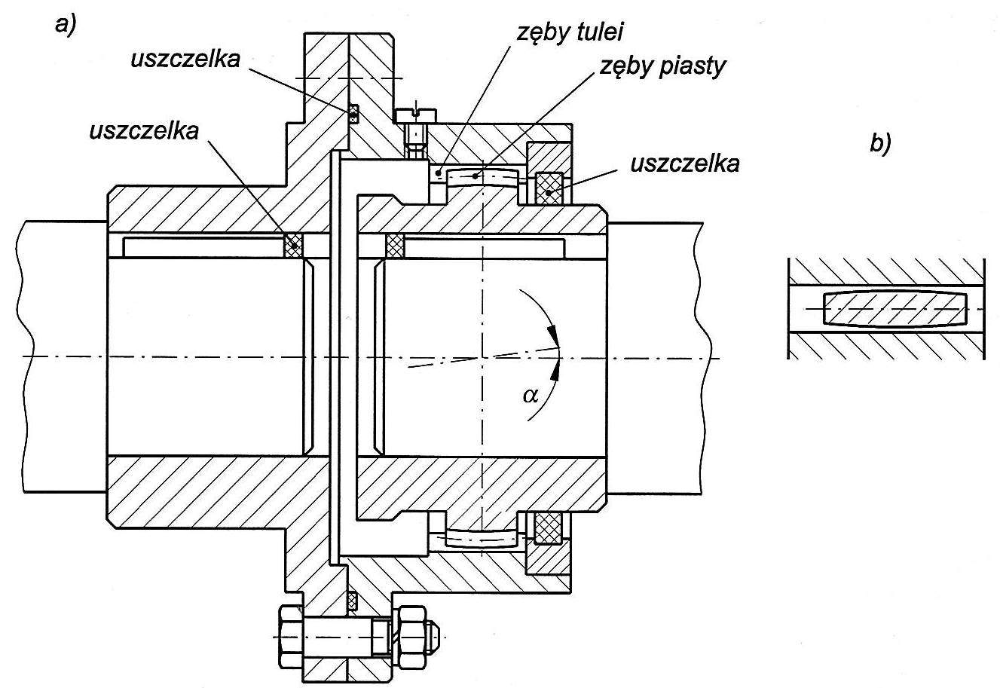 a)
zęby tulei
uszczelka
zęby piasty
uszczelka
b)
uszczelka
α